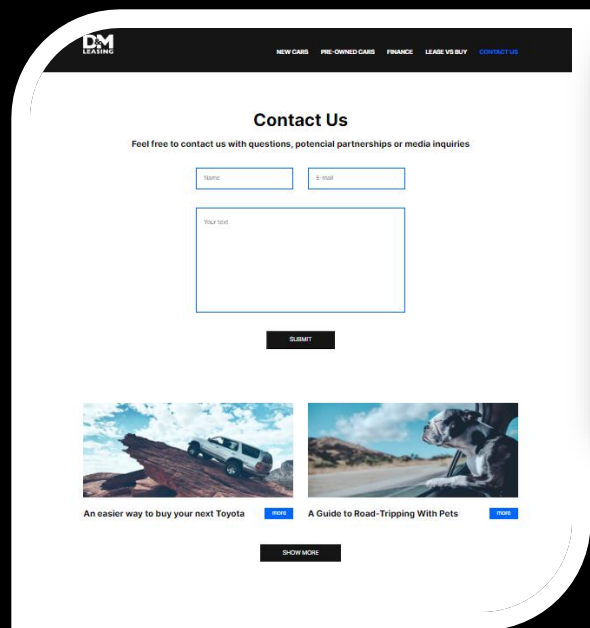 DM
LEASING
NEW CARS PRE-OWNED CARS FINANCE LEASE VS BUY CONTACT US
Contact Us
Feel free to contact us with questions, potencial partnerships or media inquiries
Name E-mail
Your text
SUBMIT
An easier way to buy your next Toyota more A Guide to Road-Tripping With Pets more
SHOW MORE